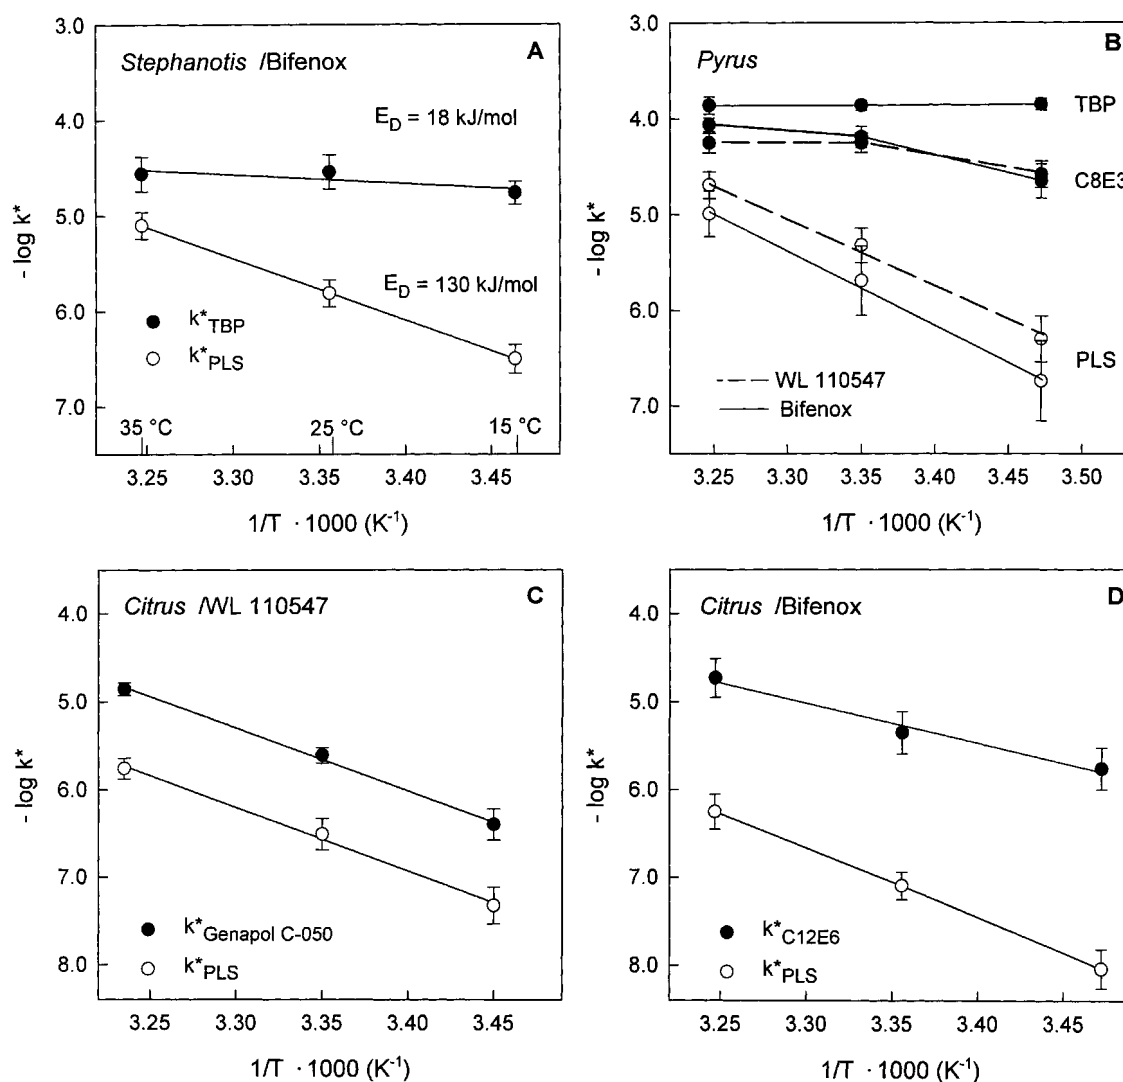 A
Stephanotis /Bifenox
E_D = 18 kJ/mol
E_D = 130 kJ/mol
k*_TBP
k*_PLS
35 °C 25 °C 15 °C
3.0
4.0
5.0
6.0
7.0
- log k*
3.25 3.30 3.35 3.40 3.45
1/T · 1000 (K⁻¹)
B
Pyrus
TBP
C8E3
PLS
WL 110547
Bifenox
3.0
4.0
5.0
6.0
7.0
- log k*
3.25 3.30 3.35 3.40 3.45 3.50
1/T · 1000 (K⁻¹)
C
Citrus /WL 110547
k*_Genapol C-050
k*_PLS
4.0
5.0
6.0
7.0
8.0
- log k*
3.25 3.30 3.35 3.40 3.45
1/T · 1000 (K⁻¹)
D
Citrus /Bifenox
k*_C12E6
k*_PLS
4.0
5.0
6.0
7.0
8.0
- log k*
3.25 3.30 3.35 3.40 3.45
1/T · 1000 (K⁻¹)